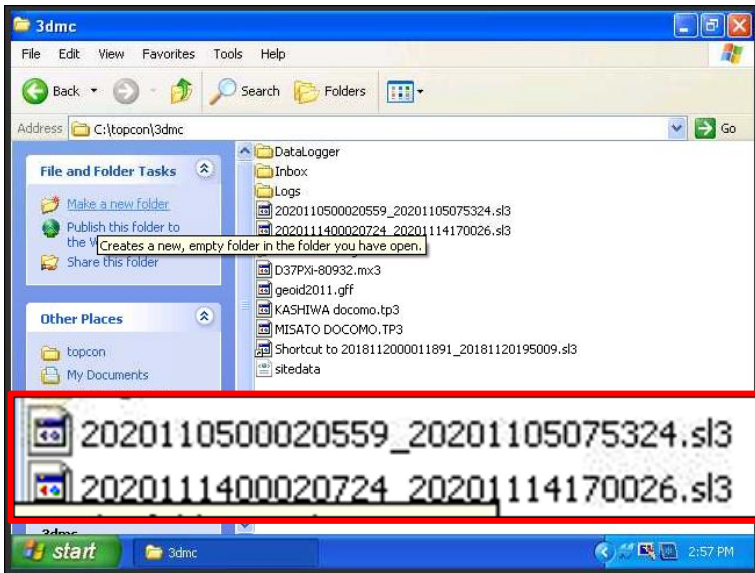 3dmc
File Edit View Favorites Tools Help
Back Search Folders
Address C:\topcon\3dmc Go
File and Folder Tasks
Make a new folder
Publish this folder to
the W
Creates a new, empty folder in the folder you have open.
Share this folder
Other Places
topcon
My Documents
DataLogger
Inbox
Logs
2020110500020559_20201105075324.sl3
2020111400020724_20201114170026.sl3
D37PXi-80932.mx3
geoid2011.gff
KASHIWA docomo.tp3
MISATO DOCOMO.TP3
Shortcut to 2018112000011891_20181120195009.sl3
sitedata
2020110500020559_20201105075324.sl3
2020111400020724_20201114170026.sl3
3dmc
start 3dmc 2:57 PM